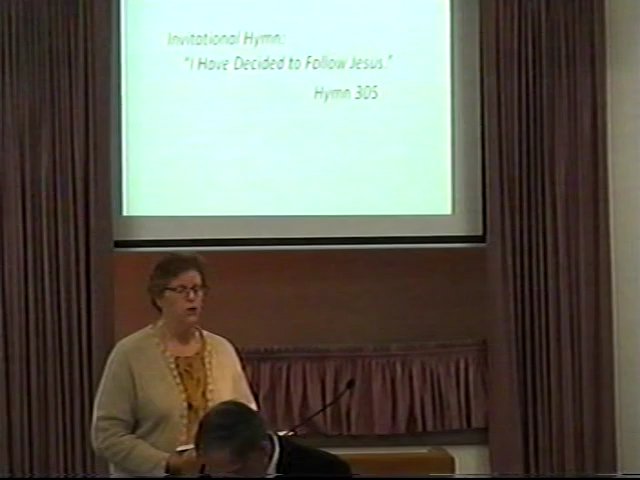 Invitational Hymn:
"I Have Decided to Follow Jesus."
Hymn 305